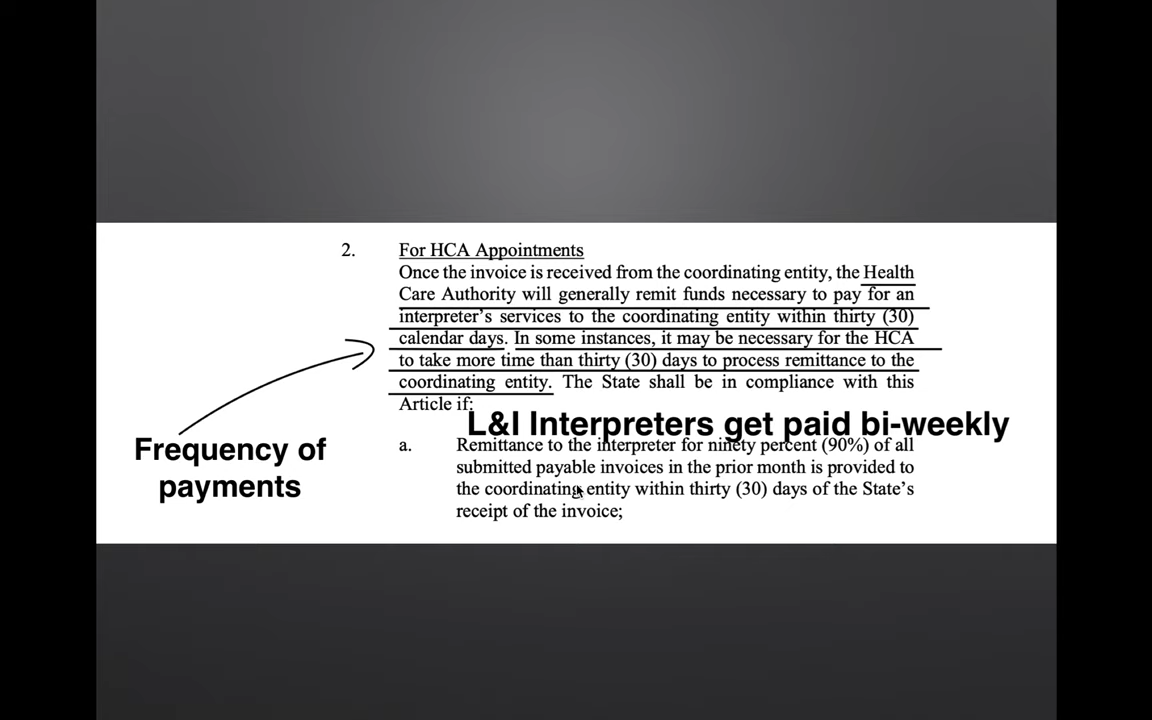 2. For HCA Appointments
Once the invoice is received from the coordinating entity, the Health
Care Authority will generally remit funds necessary to pay for an
interpreter's services to the coordinating entity within thirty (30)
calendar days. In some instances, it may be necessary for the HCA
to take more time than thirty (30) days to process remittance to the
coordinating entity. The State shall be in compliance with this
Article if:
L&I Interpreters get paid bi-weekly
Frequency of
payments
a. Remittance to the interpreter for ninety percent (90%) of all
submitted payable invoices in the prior month is provided to
the coordinating entity within thirty (30) days of the State's
receipt of the invoice;